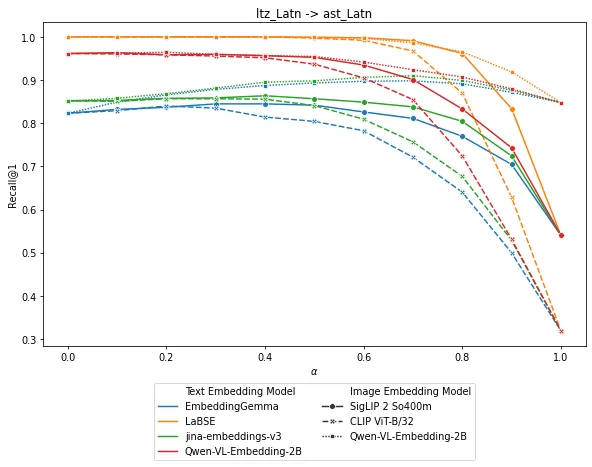 ltz_Latn -> ast_Latn
Recall@1
1.0
0.9
0.8
0.7
0.6
0.5
0.4
0.3
0.0 0.2 0.4 0.6 0.8 1.0
α
Text Embedding Model
EmbeddingGemma
LaBSE
jina-embeddings-v3
Qwen-VL-Embedding-2B
Image Embedding Model
SigLIP 2 So400m
CLIP ViT-B/32
Qwen-VL-Embedding-2B